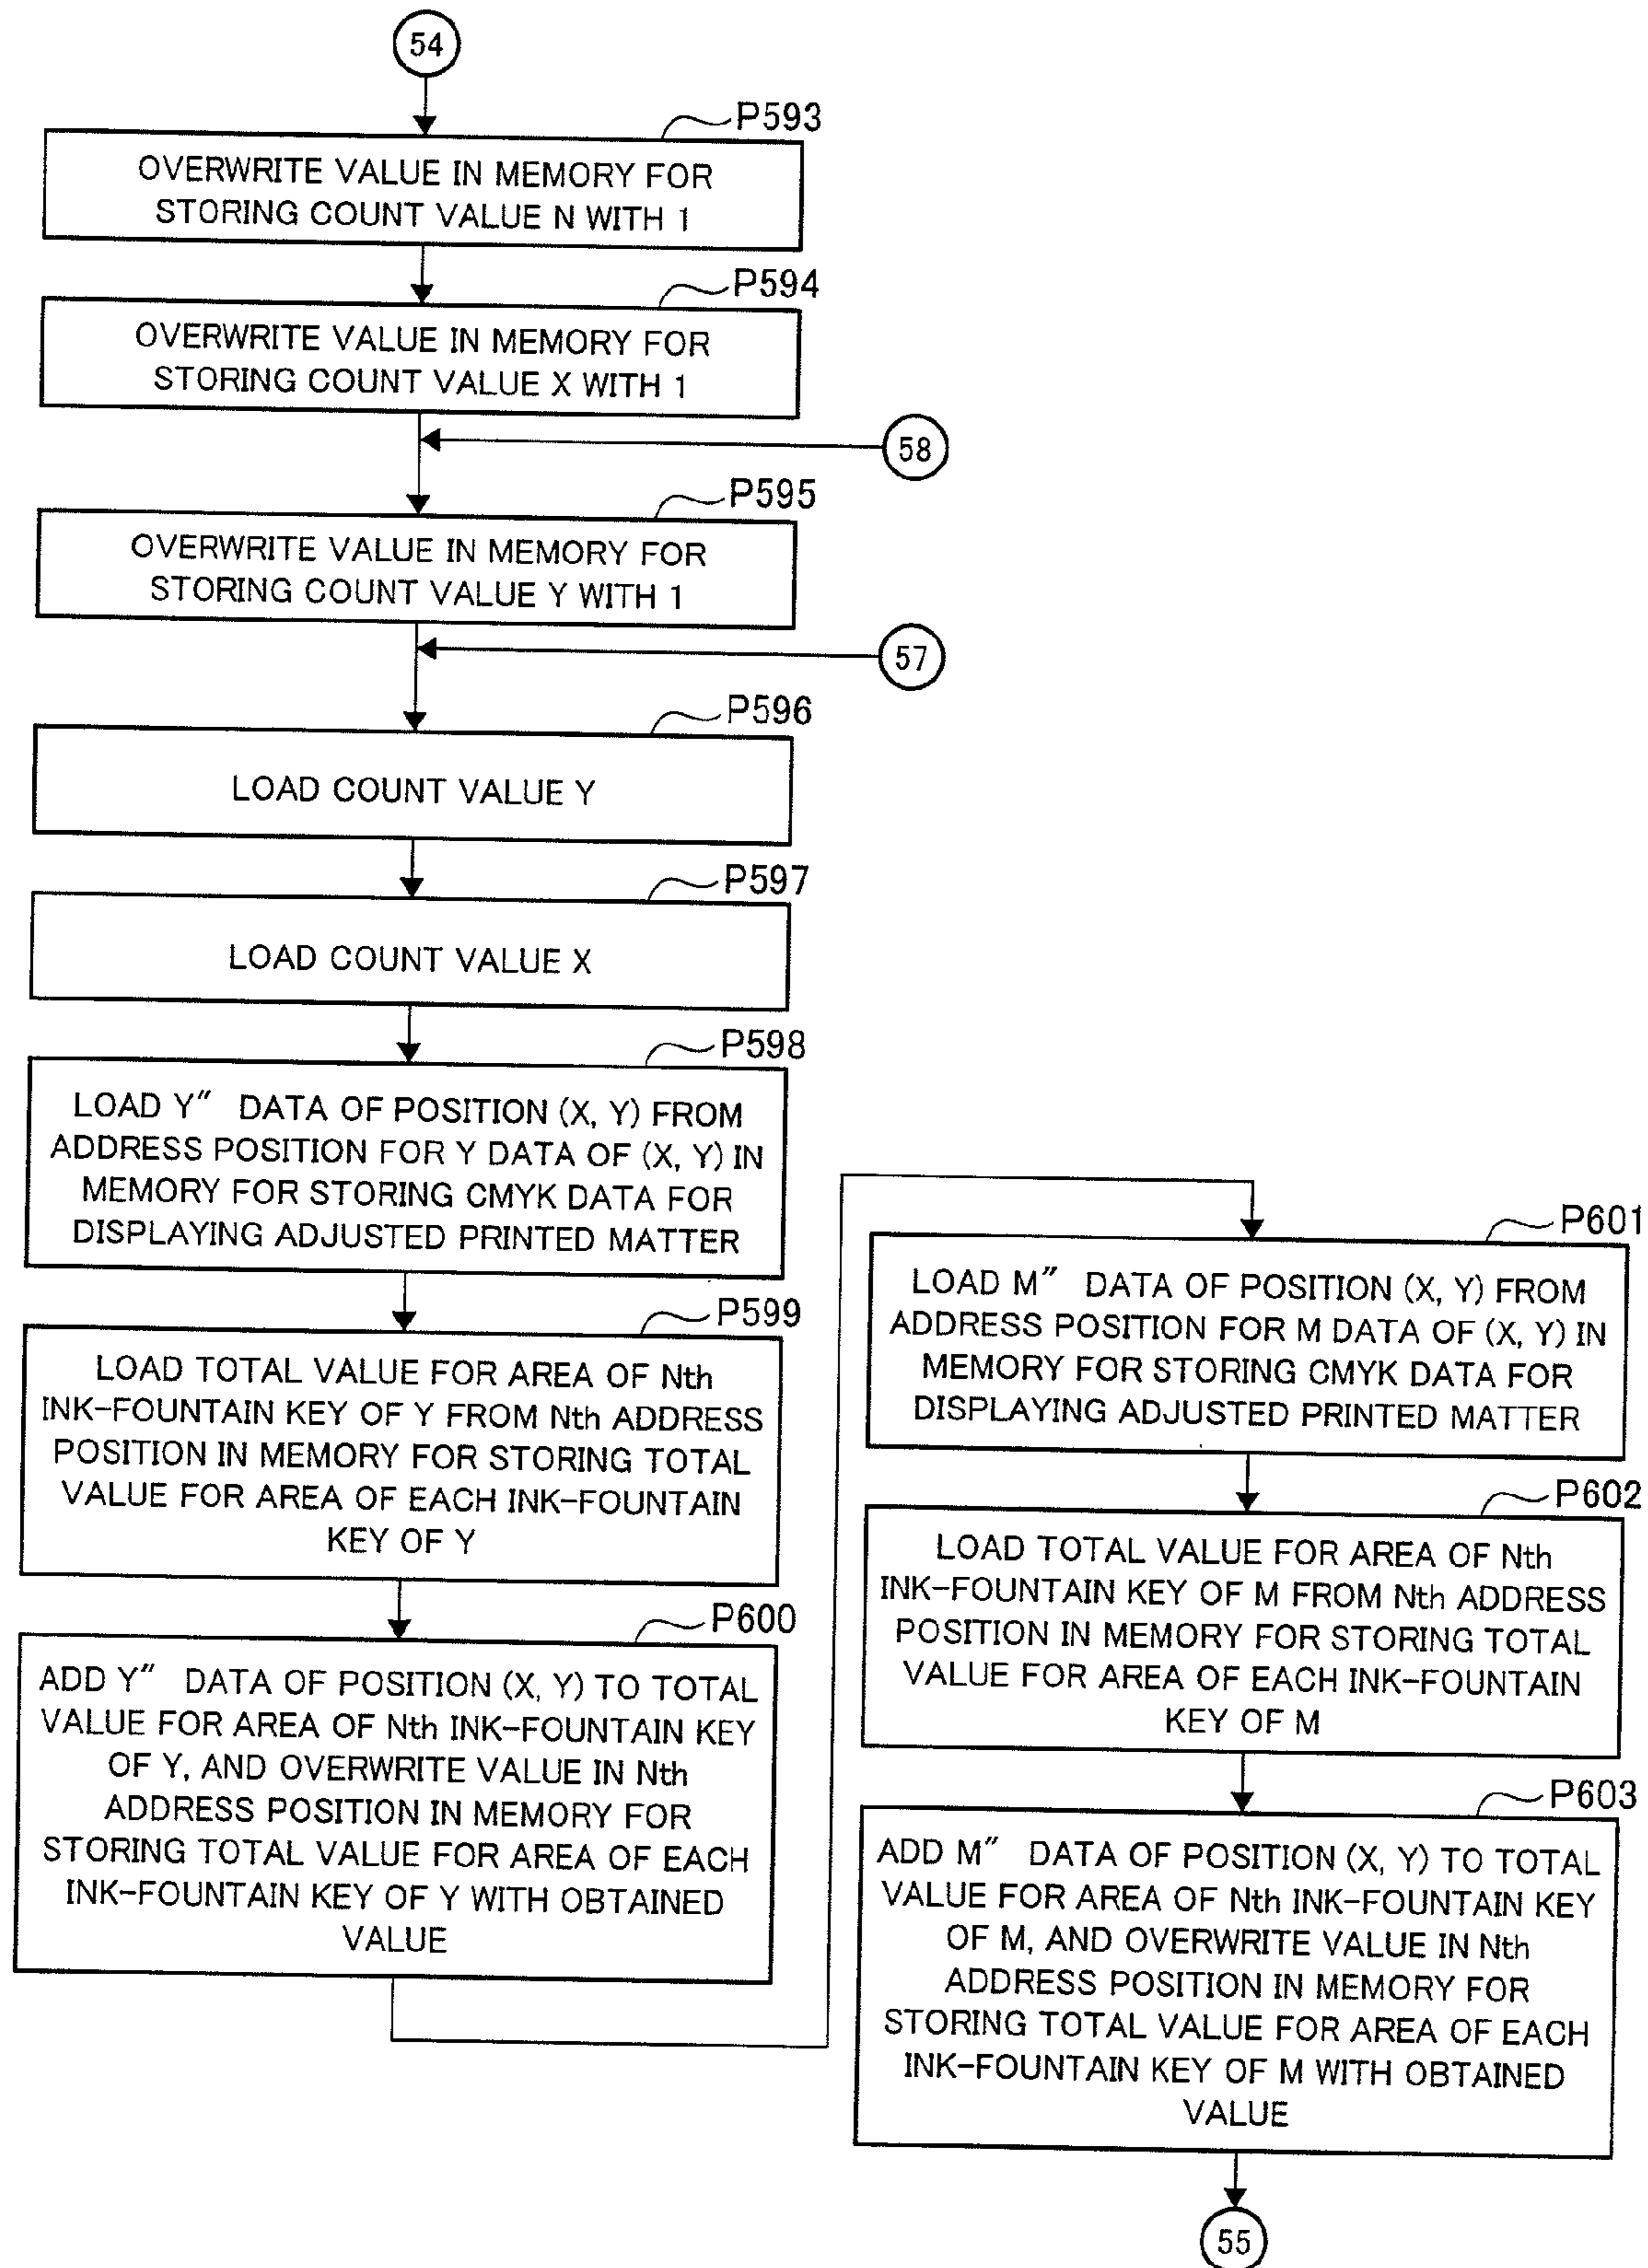 54
P593
OVERWRITE VALUE IN MEMORY FOR
STORING COUNT VALUE N WITH 1
P594
OVERWRITE VALUE IN MEMORY FOR
STORING COUNT VALUE X WITH 1
58
P595
OVERWRITE VALUE IN MEMORY FOR
STORING COUNT VALUE Y WITH 1
57
P596
LOAD COUNT VALUE Y
P597
LOAD COUNT VALUE X
P598
LOAD Y″ DATA OF POSITION (X, Y) FROM
ADDRESS POSITION FOR Y DATA OF (X, Y) IN
MEMORY FOR STORING CMYK DATA FOR
DISPLAYING ADJUSTED PRINTED MATTER
P599
LOAD TOTAL VALUE FOR AREA OF Nth
INK-FOUNTAIN KEY OF Y FROM Nth ADDRESS
POSITION IN MEMORY FOR STORING TOTAL
VALUE FOR AREA OF EACH INK-FOUNTAIN
KEY OF Y
P600
ADD Y″ DATA OF POSITION (X, Y) TO TOTAL
VALUE FOR AREA OF Nth INK-FOUNTAIN KEY
OF Y, AND OVERWRITE VALUE IN Nth
ADDRESS POSITION IN MEMORY FOR
STORING TOTAL VALUE FOR AREA OF EACH
INK-FOUNTAIN KEY OF Y WITH OBTAINED
VALUE
P601
LOAD M″ DATA OF POSITION (X, Y) FROM
ADDRESS POSITION FOR M DATA OF (X, Y) IN
MEMORY FOR STORING CMYK DATA FOR
DISPLAYING ADJUSTED PRINTED MATTER
P602
LOAD TOTAL VALUE FOR AREA OF Nth
INK-FOUNTAIN KEY OF M FROM Nth ADDRESS
POSITION IN MEMORY FOR STORING TOTAL
VALUE FOR AREA OF EACH INK-FOUNTAIN
KEY OF M
P603
ADD M″ DATA OF POSITION (X, Y) TO TOTAL
VALUE FOR AREA OF Nth INK-FOUNTAIN KEY
OF M, AND OVERWRITE VALUE IN Nth
ADDRESS POSITION IN MEMORY FOR
STORING TOTAL VALUE FOR AREA OF EACH
INK-FOUNTAIN KEY OF M WITH OBTAINED
VALUE
55